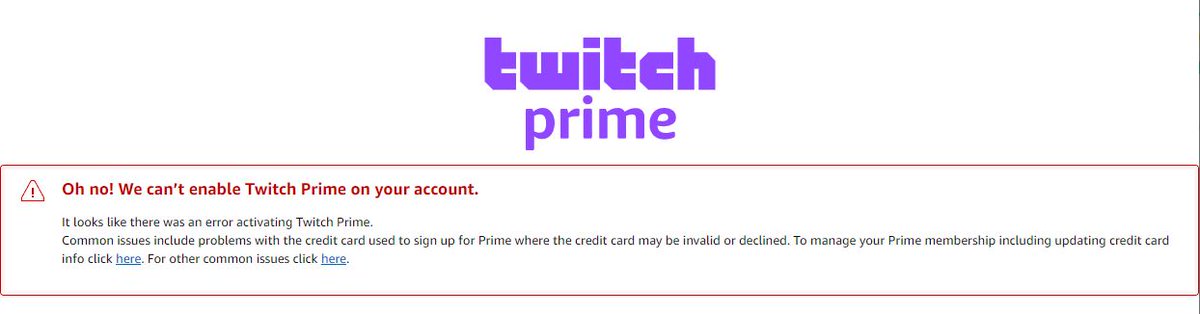 twitch
prime
Oh no! We can’t enable Twitch Prime on your account.
It looks like there was an error activating Twitch Prime.
Common issues include problems with the credit card used to sign up for Prime where the credit card may be invalid or declined. To manage your Prime membership including updating credit card
info click here. For other common issues click here.